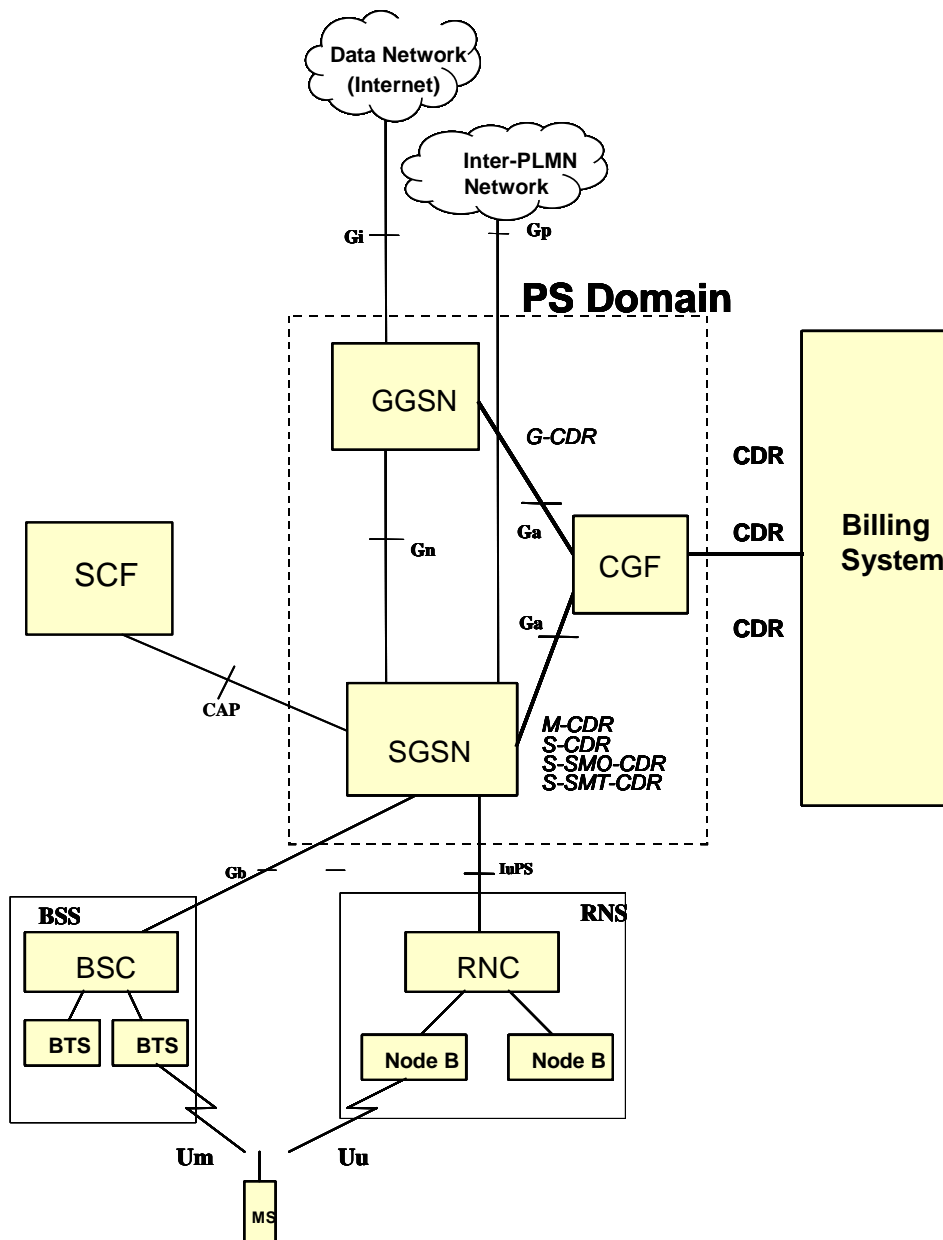 Data Network
(Internet)
Inter-PLMN
Network
Gi
Gp
PS Domain
GGSN
G-CDR
CDR
Ga
CDR
Billing
System
Gn
SCF
CGF
Ga
CDR
CAP
SGSN
M-CDR
S-CDR
S-SMO-CDR
S-SMT-CDR
Gb
IuPS
BSS
RNS
BSC
RNC
BTS
BTS
Node B
Node B
Um
Uu
MS